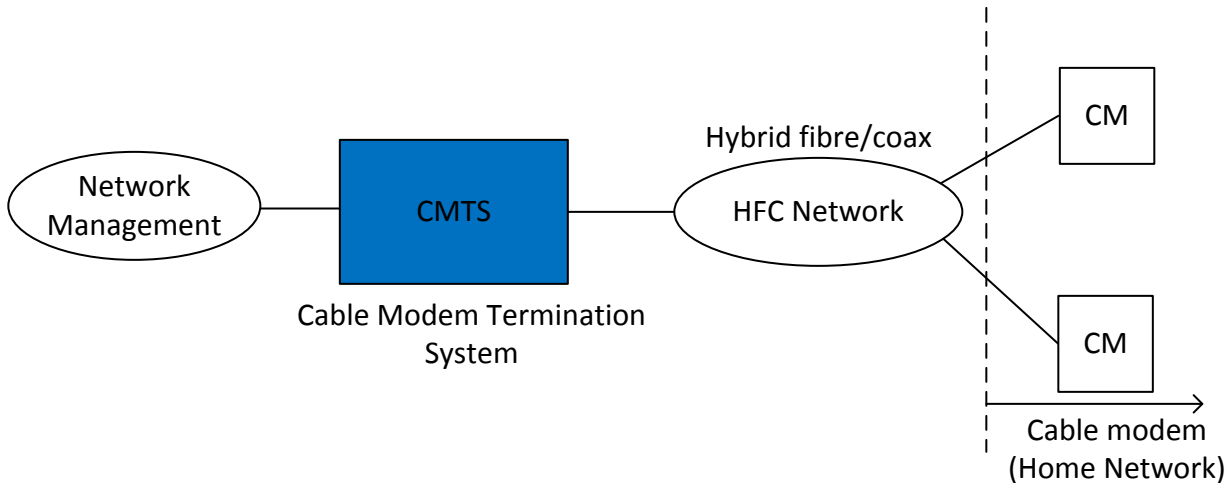 Network
Management
CMTS
Cable Modem Termination
System
Hybrid fibre/coax
HFC Network
CM
CM
Cable modem
(Home Network)